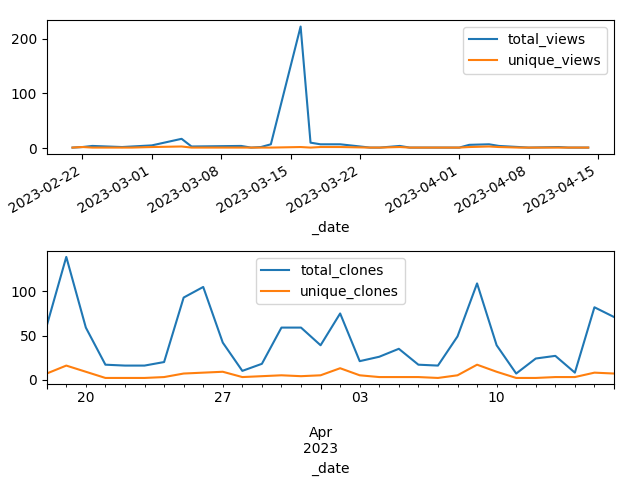 200
100
0
total_views
unique_views
2023-02-22
2023-03-01
2023-03-08
2023-03-15
2023-03-22
2023-04-01
2023-04-08
2023-04-15
_date
100
50
0
total_clones
unique_clones
20
27
03
10
Apr
2023
_date